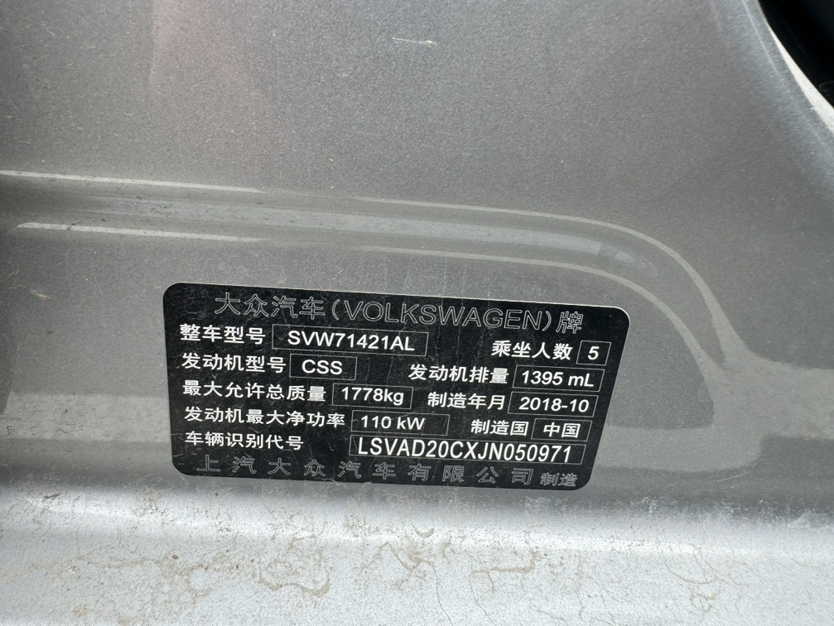 大众汽车(VOLKSWAGEN)牌
整车型号 SVW71421AL 乘坐人数 5
发动机型号 CSS 发动机排量 1395 mL
最大允许总质量 1778kg 制造年月 2018-10
发动机最大净功率 110 kW 制造国 中国
车辆识别代号 LSVAD20CXJN050971
上汽大众汽车有限公司 制造